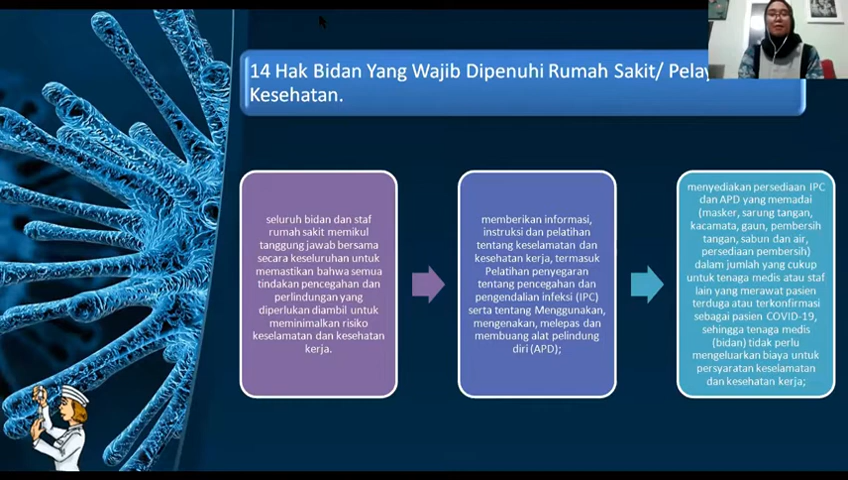 14 Hak Bidan Yang Wajib Dipenuhi Rumah Sakit/
Kesehatan.
seluruh bidan dan staf
rumah sakit memikul
tanggung jawab bersama
secara keseluruhan untuk
memastikan bahwa semua
tindakan pencegahan dan
perlindungan yang
diperlukan diambil untuk
meminimalkan risiko
keselamatan dan kesehatan
kerja.
memberikan informasi,
instruksi dan pelatihan
tentang keselamatan dan
kesehatan kerja, termasuk
Pelatihan penyegaran
tentang pencegahan dan
pengendalian infeksi (IPC)
serta tentang Menggunakan,
mengenakan, melepas dan
membuang alat pelindung
diri (APD);
menyediakan persediaan IPC
dan APD yang memadai
(masker, sarung tangan,
kacamata, gaun, pembersih
tangan, sabun dan air,
persediaan pembersih)
dalam jumlah yang cukup
untuk tenaga medis atau staf
lain yang merawat pasien
terduga atau terkonfirmasi
sebagai pasien COVID-19,
sehingga tenaga medis
(bidan) tidak perlu
mengeluarkan biaya untuk
persyaratan keselamatan
dan kesehatan kerja;